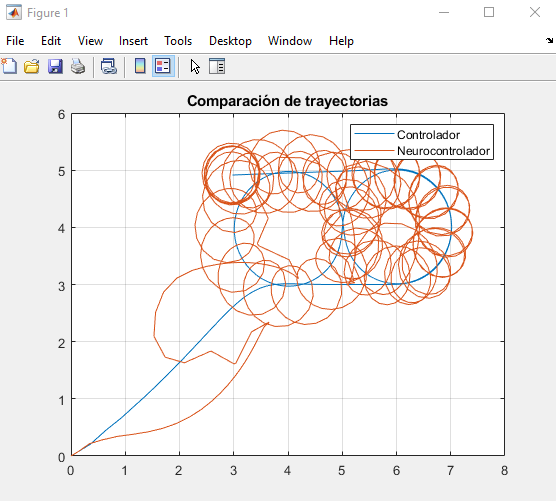 Figure 1
File Edit View Insert Tools Desktop Window Help
Comparación de trayectorias
Controlador
Neurocontrolador
6
5
4
3
2
1
0
0 1 2 3 4 5 6 7 8